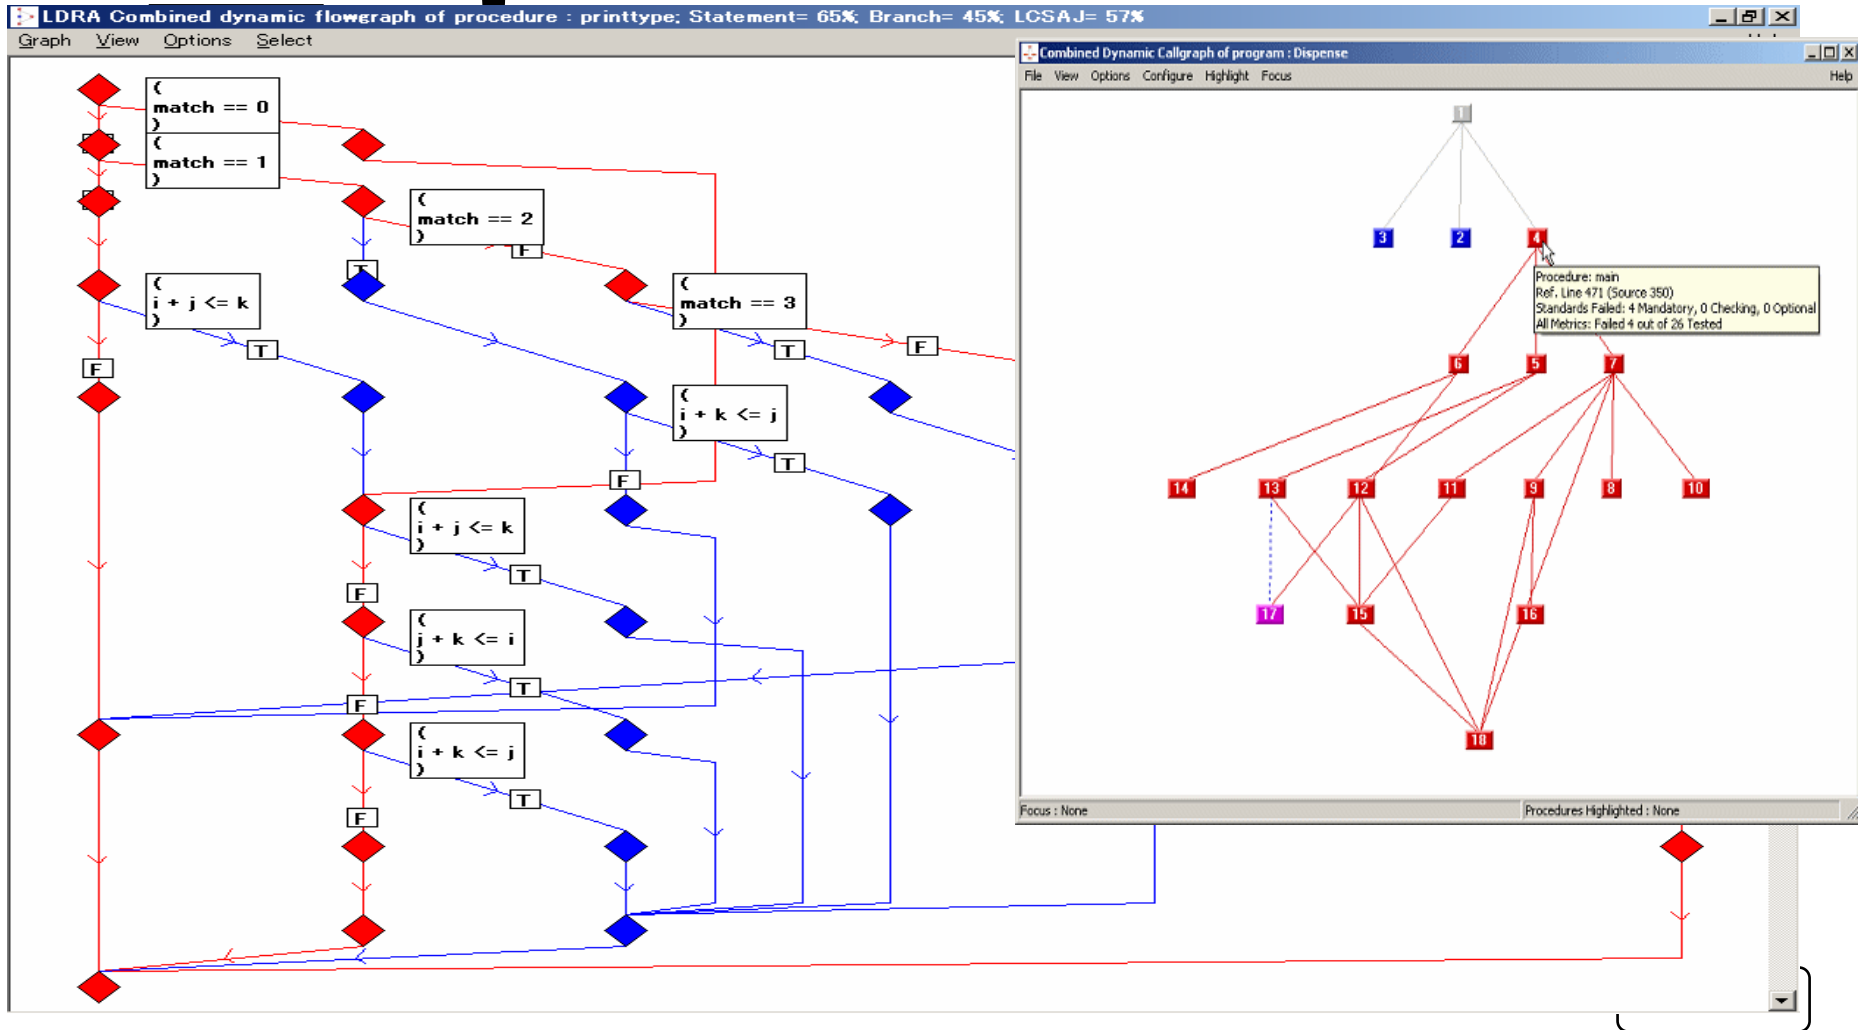 LDRA Combined dynamic flowgraph of procedure : printtype; Statement= 65%; Branch= 45%; LCSAJ= 57%
Graph View Options Select
(
match == 0
)
(
match == 1
)
(
match == 2
)
F
T
(
i + j <= k
)
(
match == 3
)
T
T
F
F
(
i + k <= j
)
T
F
(
i + j <= k
)
T
F
(
j + k <= i
)
T
F
(
i + k <= j
)
T
F
Combined Dynamic Callgraph of program : Dispense
File View Options Configure Highlight Focus Help
1
3 2 4
Procedure: main
Ref. Line 471 (Source 350)
Standards Failed: 4 Mandatory, 0 Checking, 0 Optional
All Metrics: Failed 4 out of 26 Tested
6 5 7
14 13 12 11 9 8 10
17 15 16
18
Focus : None Procedures Highlighted : None